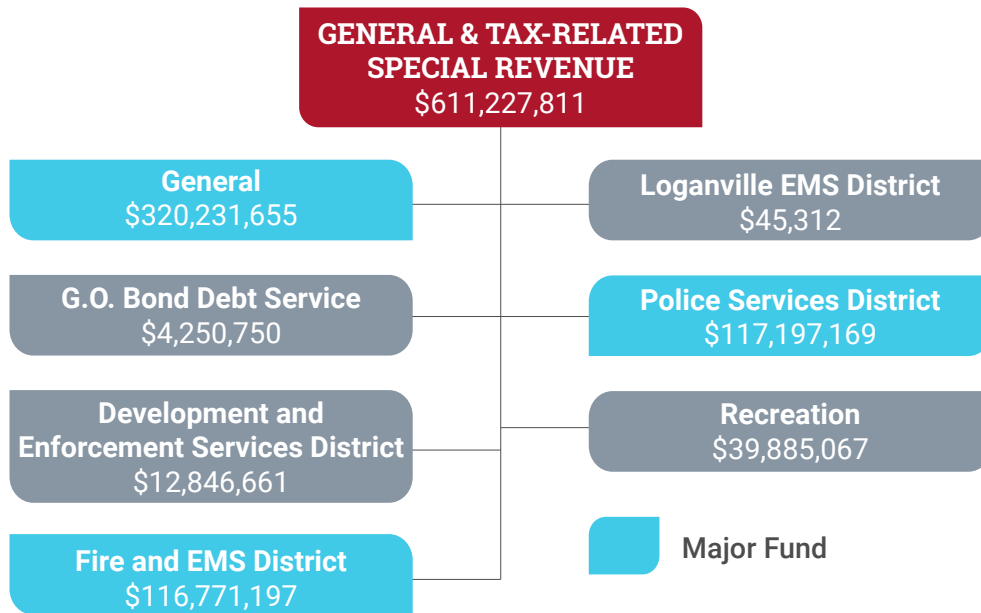 GENERAL & TAX-RELATED
SPECIAL REVENUE
$611,227,811
General
$320,231,655
G.O. Bond Debt Service
$4,250,750
Development and
Enforcement Services District
$12,846,661
Fire and EMS District
$116,771,197
Loganville EMS District
$45,312
Police Services District
$117,197,169
Recreation
$39,885,067
Major Fund